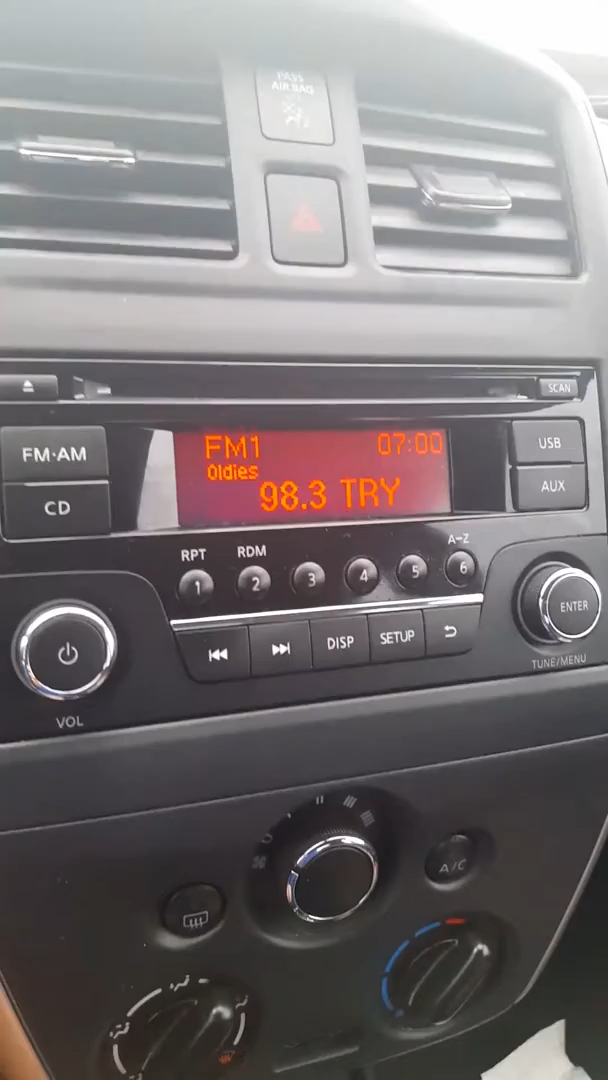 PASS
AIR BAG
SCAN
FM·AM
FM1 07:00
USB
Oldies
98.3 TRY
CD
AUX
RPT RDM A-Z
1 2 3 4 5 6
ENTER
DISP SETUP
TUNE/MENU
VOL
A/C